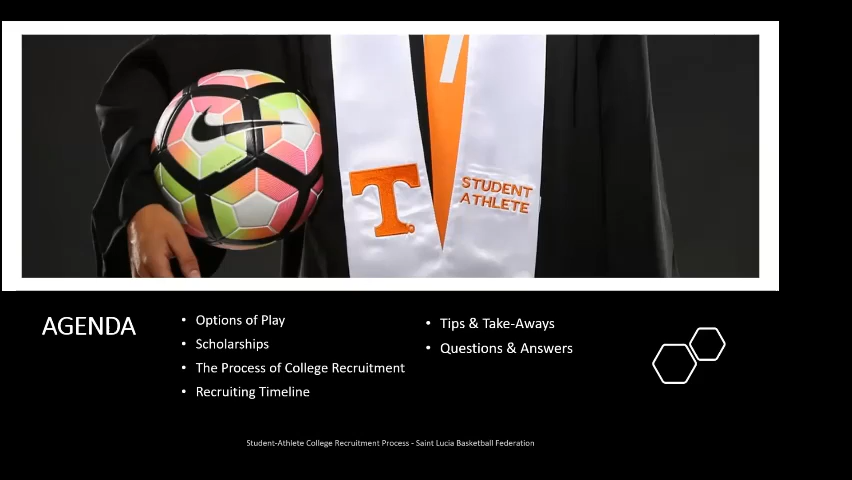 T
STUDENT
ATHLETE
AGENDA
• Options of Play
• Scholarships
• The Process of College Recruitment
• Recruiting Timeline
• Tips & Take-Aways
• Questions & Answers
Student-Athlete College Recruitment Process - Saint Lucia Basketball Federation